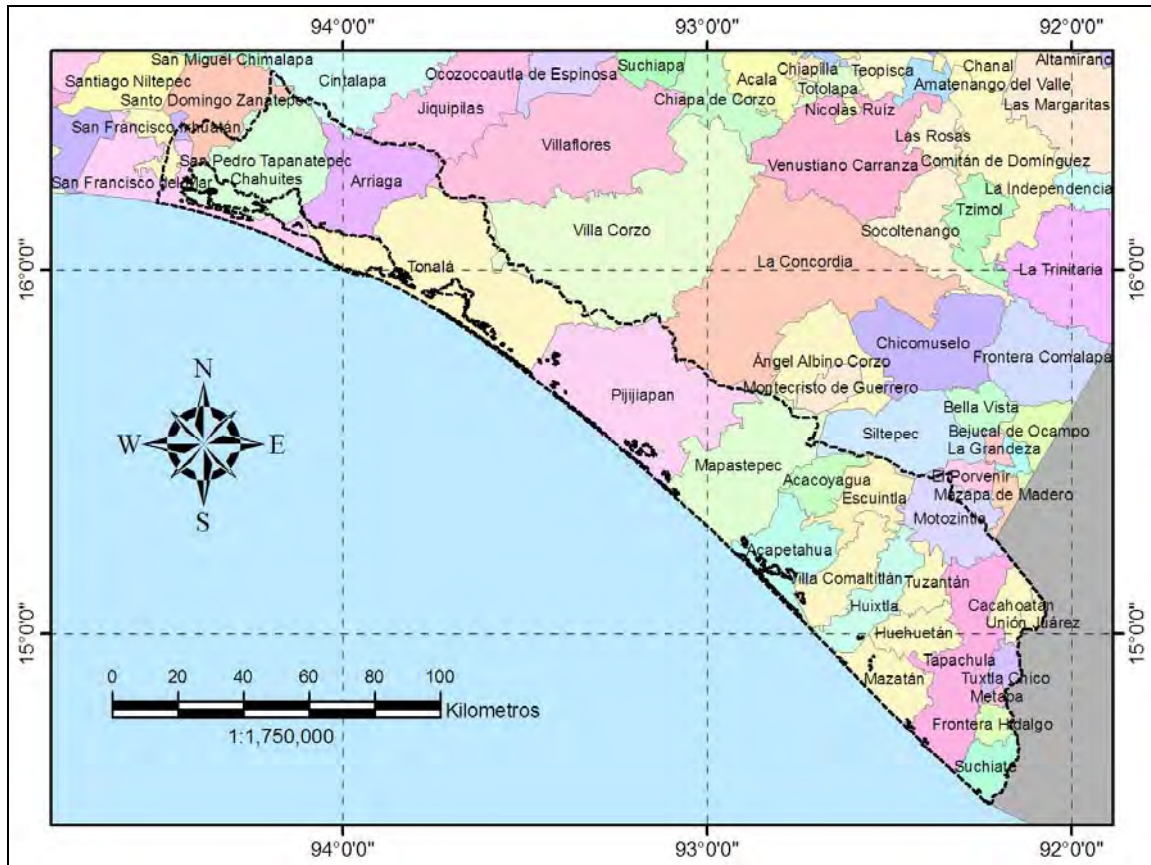 94°0'0"
93°0'0"
92°0'0"
San Miguel Chimalapa
Cintalapa
Ocozocoautla de Espinosa
Suchiapa
Acala
Chiapilla
Teopisca
Chanal
Altamirano
Santiago Niltepec
Santo Domingo Zanatepec
Jiquipilas
Chiapa de Corzo
Totolapa
Nicolás Ruíz
Amatenango del Valle
Las Margaritas
San Francisco Ixhuatán
Villaflores
Las Rosas
San Pedro Tapanatepec
Chahuites
Arriaga
Venustiano Carranza
Comitán de Domínguez
San Francisco del Mar
La Independencia
Tzimol
Villa Corzo
Socoltenango
Tonalá
La Concordia
La Trinitaria
16°0'0"
16°0'0"
Chicomuselo
Ángel Albino Corzo
Frontera Comalapa
Montecristo de Guerrero
Pijijiapan
Bella Vista
N
W
E
S
Siltepec
Bejucal de Ocampo
La Grandeza
Mapastepec
Acacoyagua
Escuintla
El Porvenir
Mazapa de Madero
Motozintla
Acapetahua
Villa Comaltitlán
Tuzantán
Huixtla
Cacahoatán
Unión Juárez
Huehuetán
15°0'0"
15°0'0"
Tapachula
Mazatán
Tuxtla Chico
Metapa
Frontera Hidalgo
Suchiate
0 20 40 60 80 100
Kilometros
1:1,750,000
94°0'0"
93°0'0"
92°0'0"